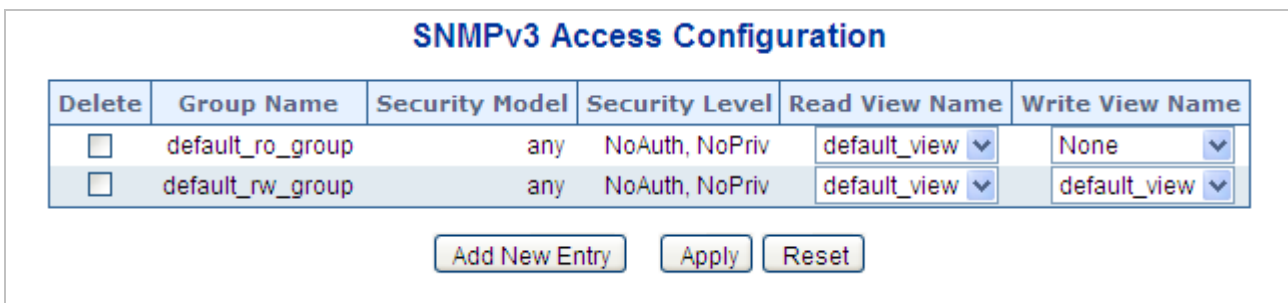 SNMPv3 Access Configuration
Delete Group Name Security Model Security Level Read View Name Write View Name
default_ro_group any NoAuth, NoPriv default_view None
default_rw_group any NoAuth, NoPriv default_view default_view
Add New Entry Apply Reset